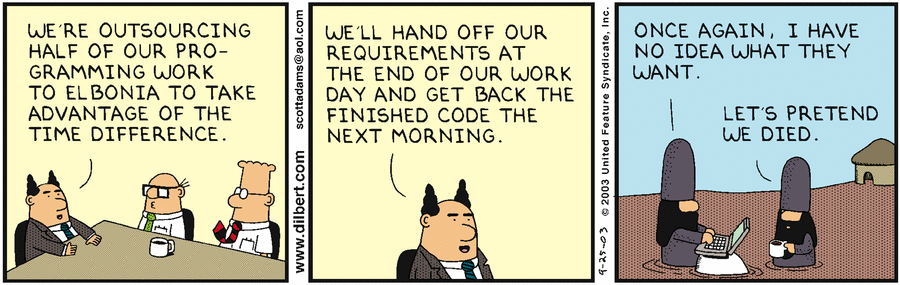 WE'RE OUTSOURCING
HALF OF OUR PRO-
GRAMMING WORK
TO ELBONIA TO TAKE
ADVANTAGE OF THE
TIME DIFFERENCE.
www.dilbert.com
scottadams@aol.com
WE'LL HAND OFF OUR
REQUIREMENTS AT
THE END OF OUR WORK
DAY AND GET BACK THE
FINISHED CODE THE
NEXT MORNING.
9-25-03 © 2003 United Feature Syndicate, Inc.
ONCE AGAIN, I HAVE
NO IDEA WHAT THEY
WANT.
LET'S PRETEND
WE DIED.